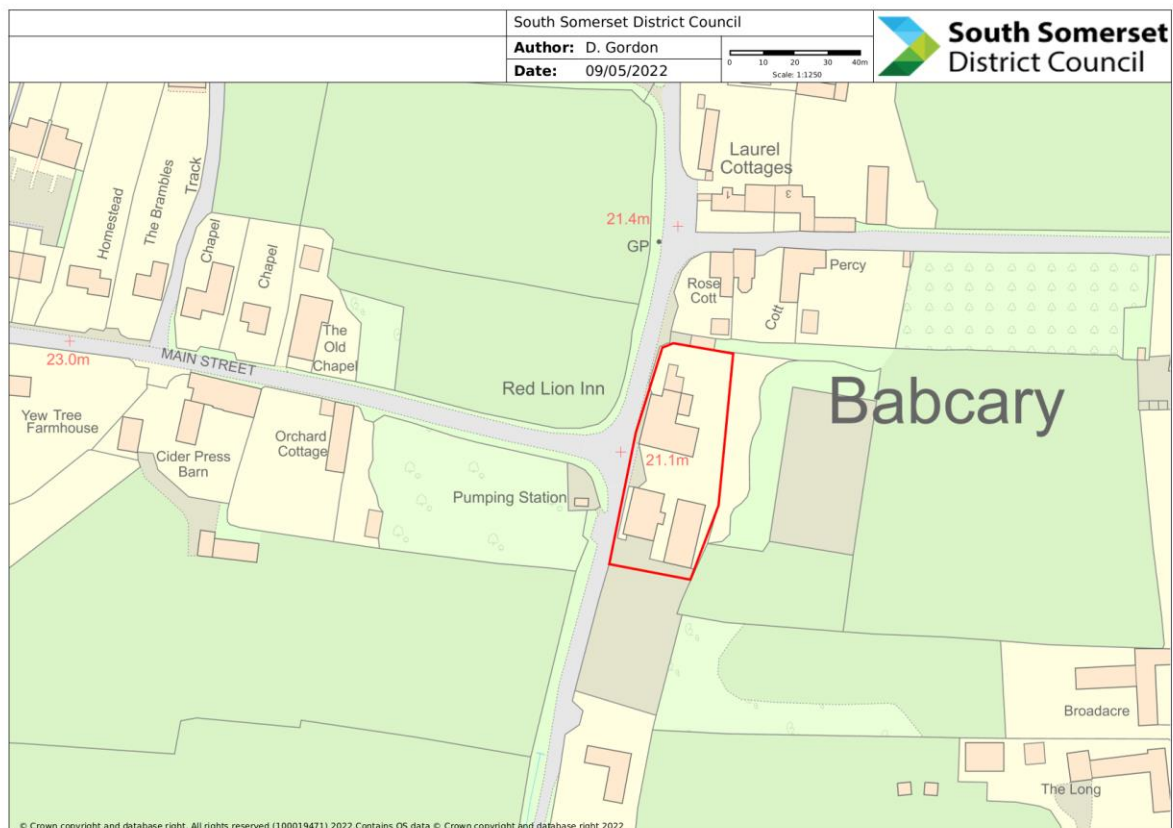 South Somerset District Council
Author: D. Gordon
Date: 09/05/2022
0 10 20 30 40m
Scale: 1:1250
South Somerset
District Council
Homestead
The Brambles
Track
Chapel
Chapel
The
Old
Chapel
Laurel
Cottages
1
3
21.4m
GP
Rose
Cott
Cott
Percy
23.0m
MAIN STREET
Red Lion Inn
Babcary
Yew Tree
Farmhouse
Cider Press
Barn
Orchard
Cottage
21.1m
Pumping Station
Broadacre
The Long
© Crown copyright and database right. All rights reserved (100019471) 2022 Contains OS data © Crown copyright and database right 2022